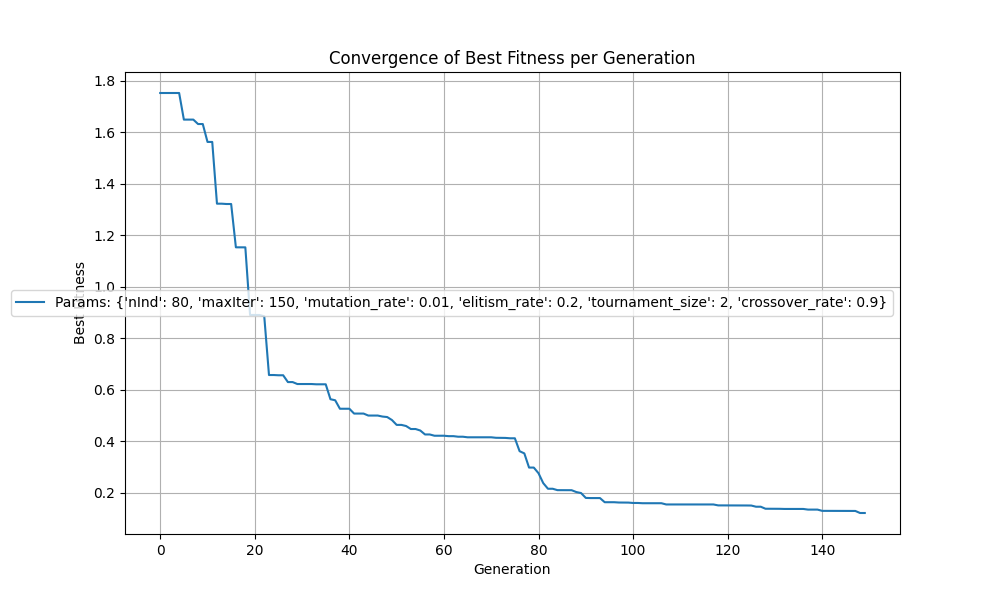 Convergence of Best Fitness per Generation
1.8
1.6
1.4
1.2
1.0
0.8
0.6
0.4
0.2
Best
ness
Params: {'nInd': 80, 'maxIter': 150, 'mutation_rate': 0.01, 'elitism_rate': 0.2, 'tournament_size': 2, 'crossover_rate': 0.9}
0 20 40 60 80 100 120 140
Generation